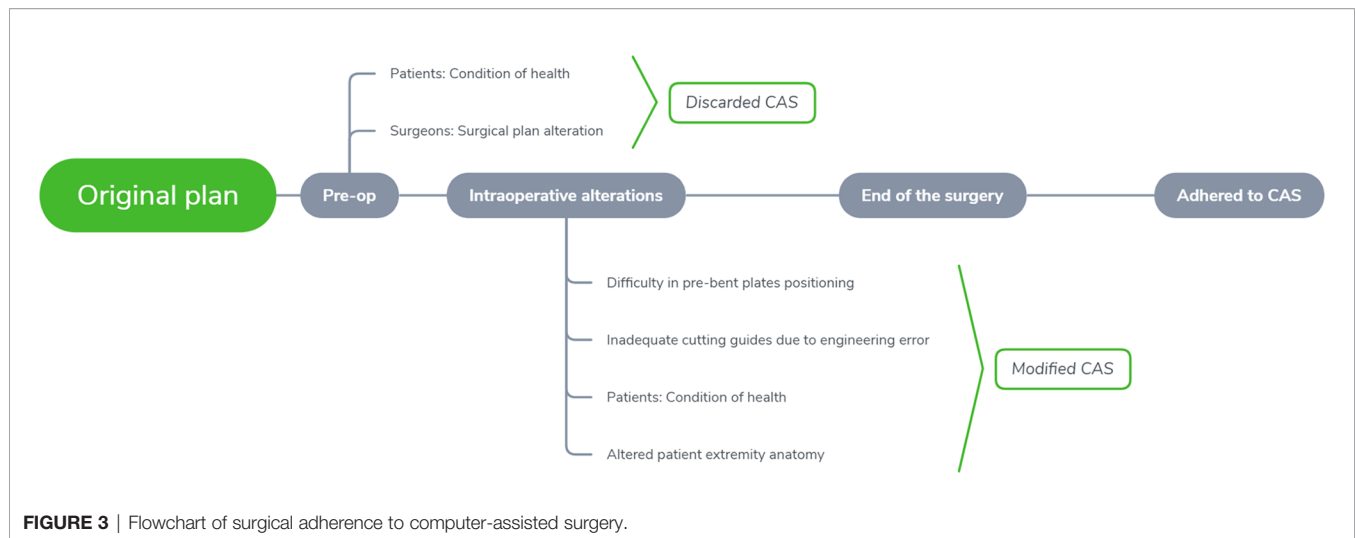 Patients: Condition of health
Surgeons: Surgical plan alteration
Discarded CAS
Original plan
Pre-op
Intraoperative alterations
End of the surgery
Adhered to CAS
Difficulty in pre-bent plates positioning
Inadequate cutting guides due to engineering error
Patients: Condition of health
Altered patient extremity anatomy
Modified CAS
FIGURE 3 | Flowchart of surgical adherence to computer-assisted surgery.